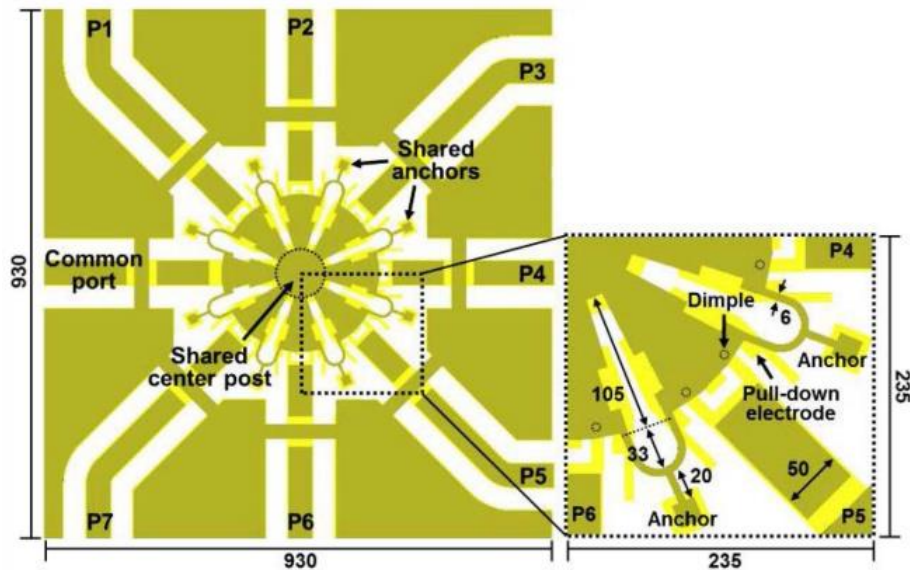 P1
P2
P3
Shared
anchors
Common
port
P4
930
Shared
center post
P5
P7
P6
930
P4
Dimple
6
Anchor
Pull-down
electrode
105
33
20
50
P6
Anchor
P5
235
235